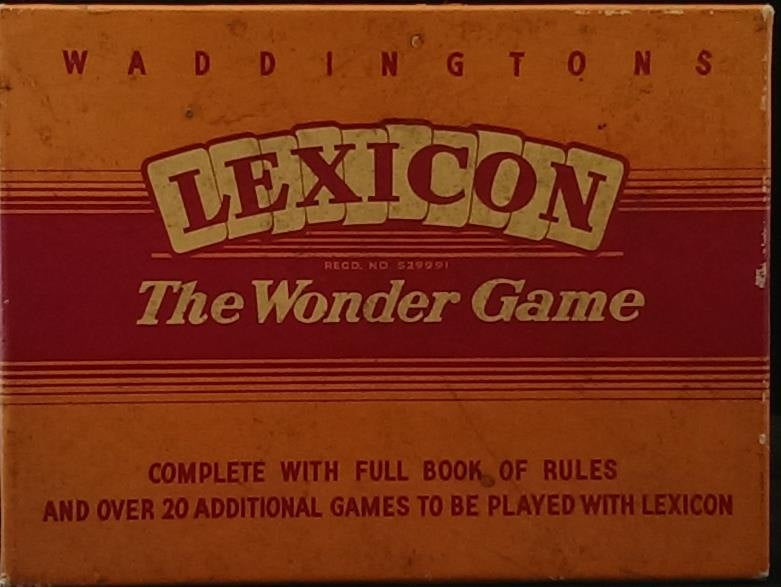 WADDINGTONS
LEXICON
REGD. NO 529991
The Wonder Game
COMPLETE WITH FULL BOOK OF RULES
AND OVER 20 ADDITIONAL GAMES TO BE PLAYED WITH LEXICON